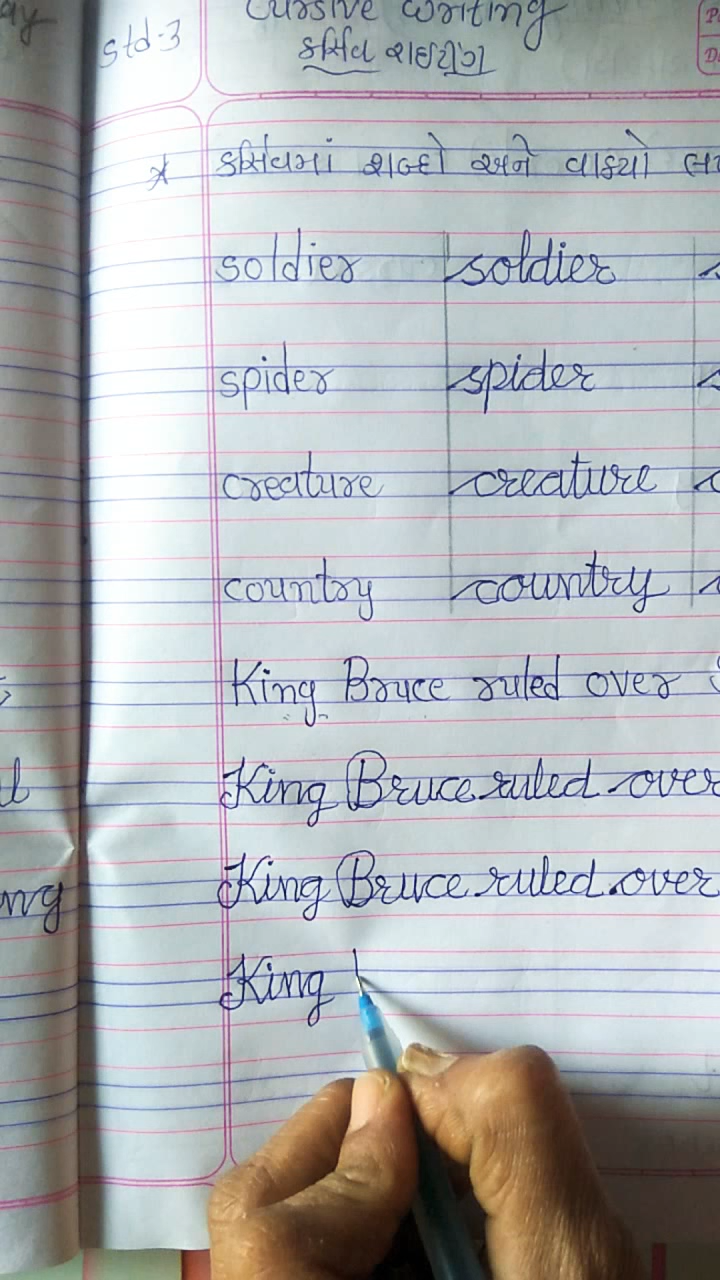 std-3
Cursive Writing
કર્સિવ રાઇટીંગ
* કર્સિવમાં શબ્દો અને વાક્યો
soldier soldier
spider spider
creature creature
country country
King Bruce ruled over
King Bruce ruled over
King Bruce ruled over
King